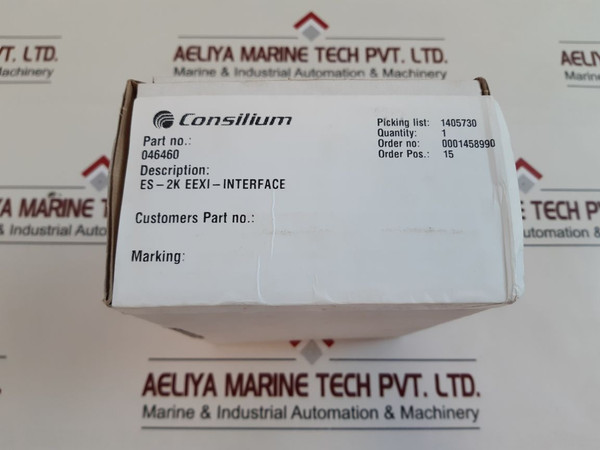 AELIYA MARINE TECH PVT. LTD.
Marine & Industrial Automation & Machinery
Consilium
Part no.:
046460
Description:
ES-2K EEXI-INTERFACE
Customers Part no.:
Marking:
Picking list: 1405730
Quantity: 1
Order no: 0001458990
Order Pos.: 15
AELIYA MARINE TECH PVT. LTD.
Marine & Industrial Automation & Machinery